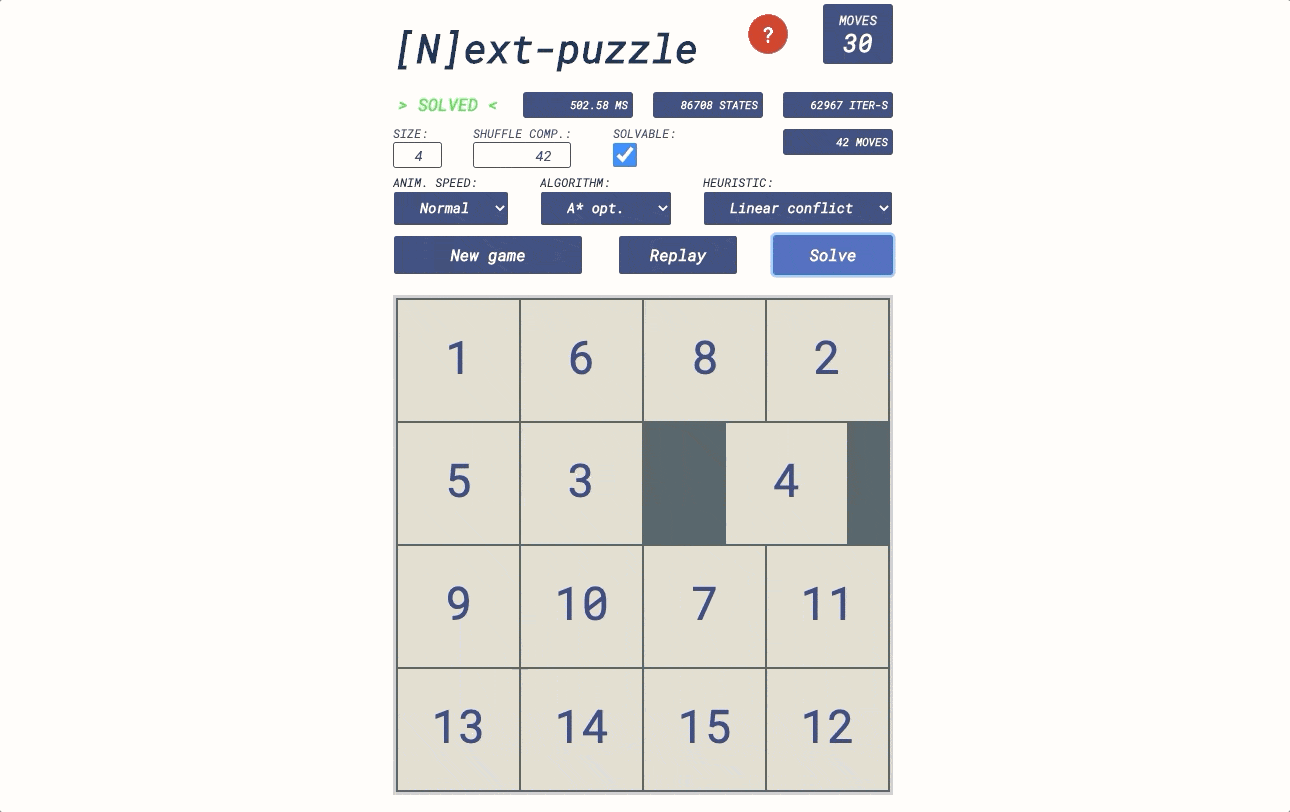 [N]ext-puzzle
?
MOVES
30
> SOLVED <
502.58 MS
86708 STATES
62967 ITER-S
SIZE:
4
SHUFFLE COMP.:
42
SOLVABLE:
42 MOVES
ANIM. SPEED:
Normal
ALGORITHM:
A* opt.
HEURISTIC:
Linear conflict
New game
Replay
Solve
1 6 8 2
5 3 4
9 10 7 11
13 14 15 12